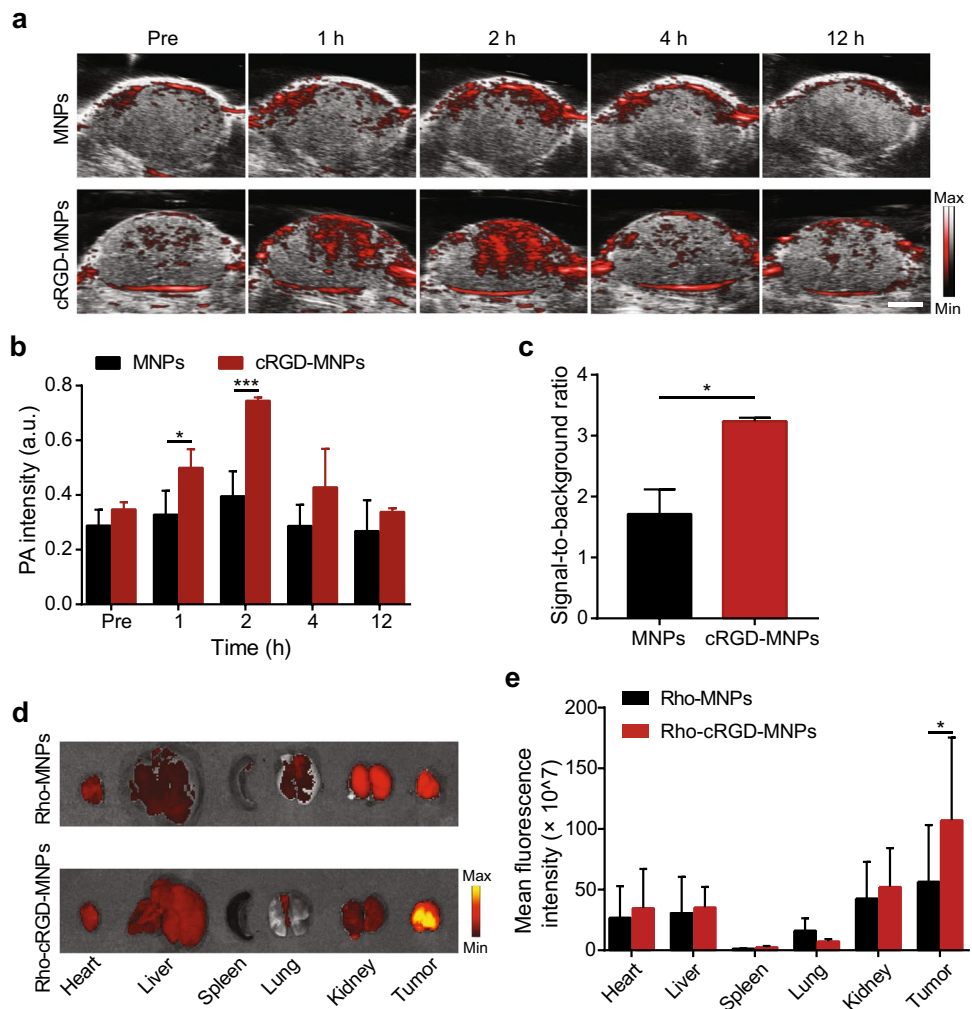 a
Pre 1 h 2 h 4 h 12 h
MNPs
cRGD-MNPs
Max
Min
b
MNPs cRGD-MNPs
PA intensity (a.u.)
0.8
0.6
0.4
0.2
0.0
* ***
Pre 1 2 4 12
Time (h)
c
Signal-to-background ratio
4
3
2
1
0
*
MNPs cRGD-MNPs
d
Rho-MNPs
Rho-cRGD-MNPs
Max
Min
Heart Liver Spleen Lung Kidney Tumor
e
Rho-MNPs
Rho-cRGD-MNPs
Mean fluorescence
intensity (× 10^7)
200
150
100
50
0
*
Heart Liver Spleen Lung Kidney Tumor